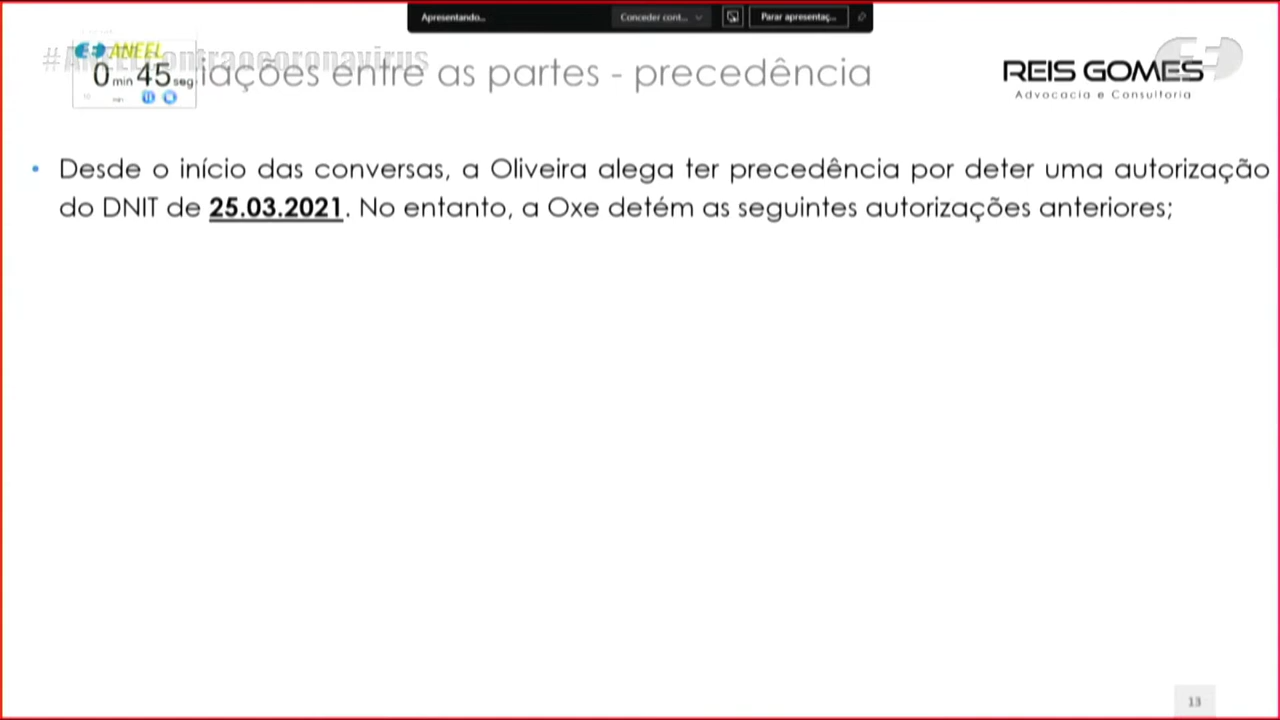 Apresentando...
Conceder cont...
Parar apresentaç...
#ANEELcontraocoronavírus
ANEEL
0 min 45 seg
iações entre as partes - precedência
REIS GOMES
Advocacia e Consultoria
• Desde o início das conversas, a Oliveira alega ter precedência por deter uma autorização
do DNIT de 25.03.2021. No entanto, a Oxe detém as seguintes autorizações anteriores;
13